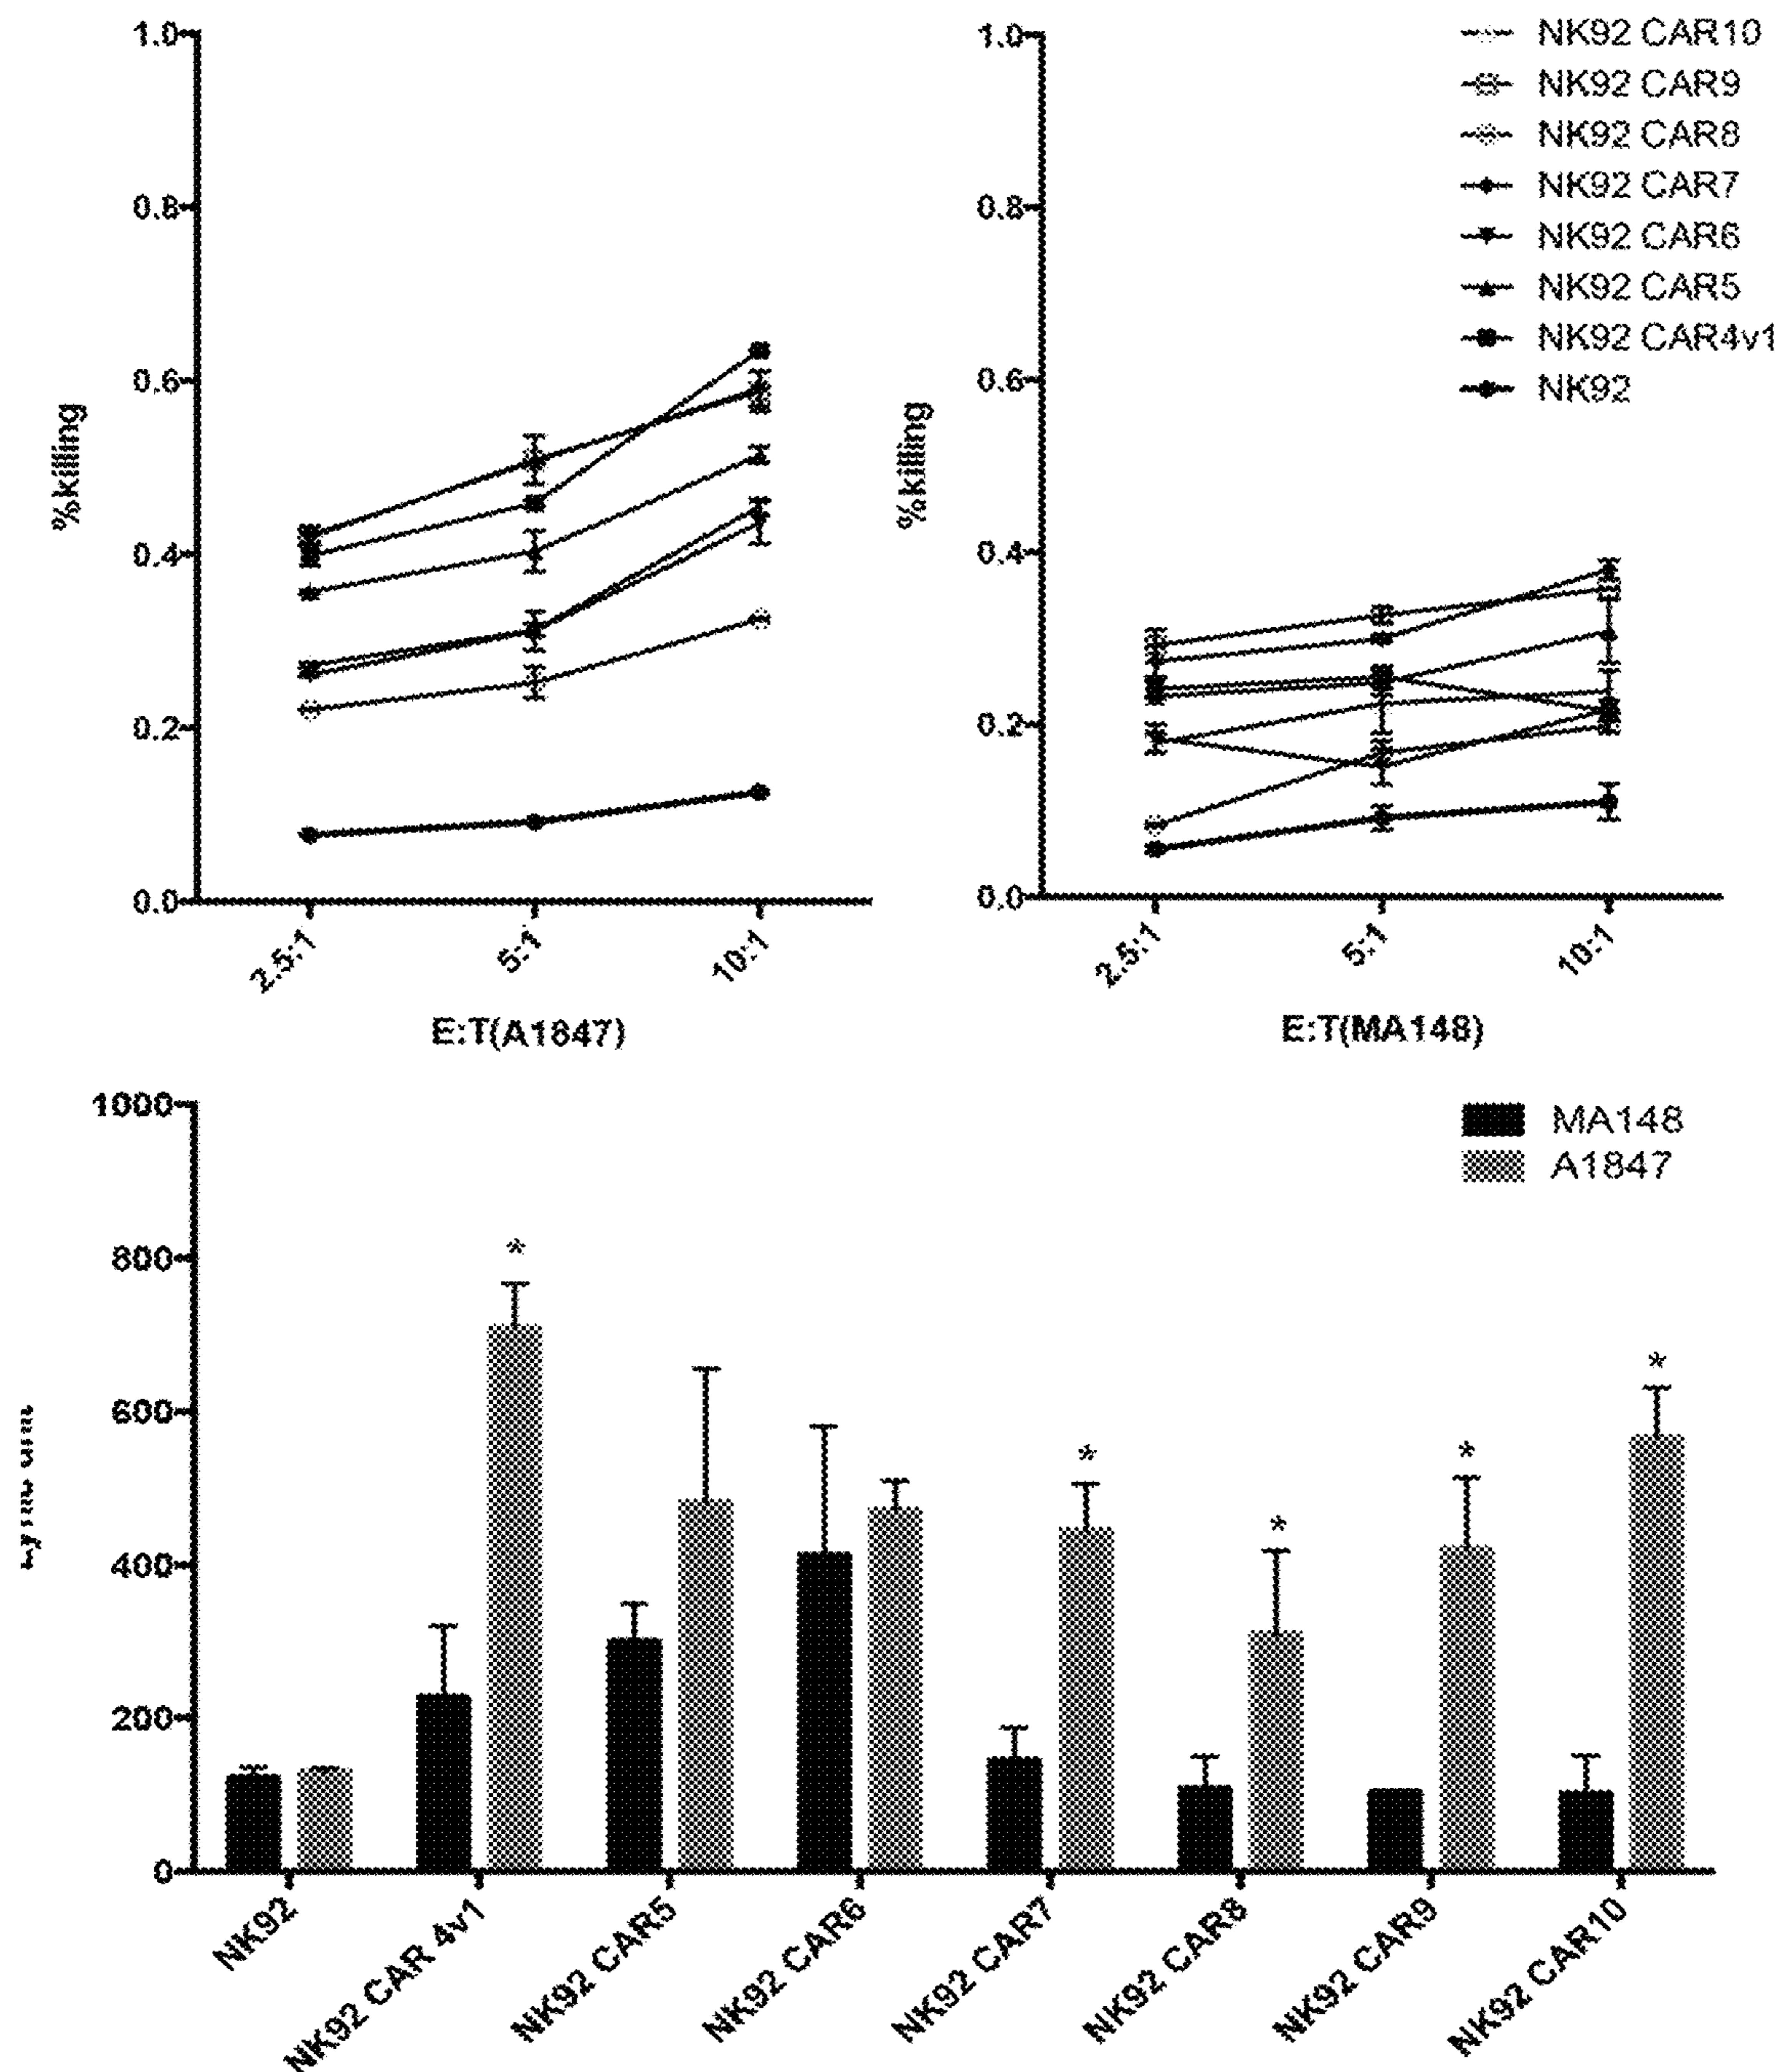 1.0
0.8
0.6
0.4
0.2
0.0
%killing
2.5:1
5:1
10:1
E:T(A1847)
1.0
0.8
0.6
0.4
0.2
0.0
%killing
2.5:1
5:1
10:1
E:T(MA148)
NK92 CAR10
NK92 CAR9
NK92 CAR8
NK92 CAR7
NK92 CAR6
NK92 CAR5
NK92 CAR4v1
NK92
1000
800
600
400
200
0
MA148
A1847
*
*
*
*
*
NK92
NK92 CAR 4v1
NK92 CAR5
NK92 CAR6
NK92 CAR7
NK92 CAR8
NK92 CAR9
NK92 CAR10